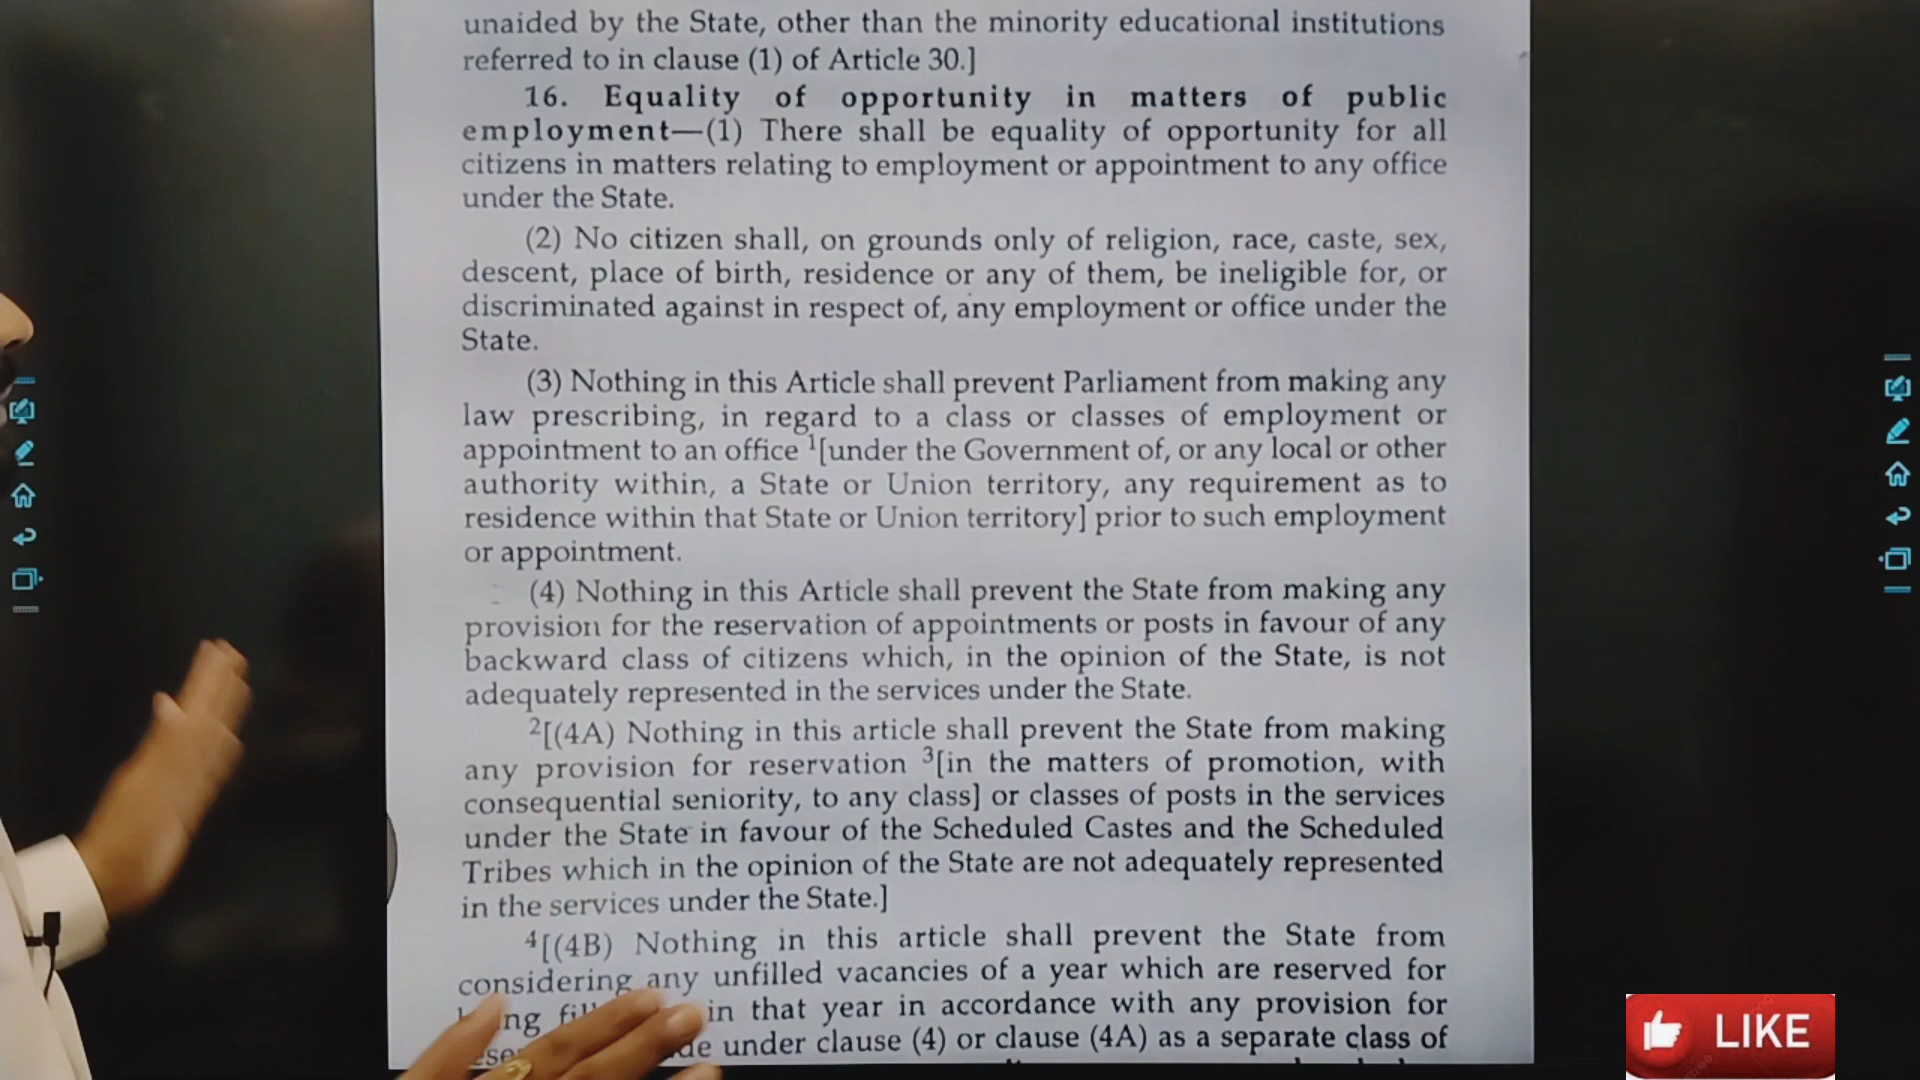 unaided by the State, other than the minority educational institutions
referred to in clause (1) of Article 30.]
16. Equality of opportunity in matters of public
employment—(1) There shall be equality of opportunity for all
citizens in matters relating to employment or appointment to any office
under the State.
(2) No citizen shall, on grounds only of religion, race, caste, sex,
descent, place of birth, residence or any of them, be ineligible for, or
discriminated against in respect of, any employment or office under the
State.
(3) Nothing in this Article shall prevent Parliament from making any
law prescribing, in regard to a class or classes of employment or
appointment to an office ¹[under the Government of, or any local or other
authority within, a State or Union territory, any requirement as to
residence within that State or Union territory] prior to such employment
or appointment.
(4) Nothing in this Article shall prevent the State from making any
provision for the reservation of appointments or posts in favour of any
backward class of citizens which, in the opinion of the State, is not
adequately represented in the services under the State.
²[(4A) Nothing in this article shall prevent the State from making
any provision for reservation ³[in the matters of promotion, with
consequential seniority, to any class] or classes of posts in the services
under the State in favour of the Scheduled Castes and the Scheduled
Tribes which in the opinion of the State are not adequately represented
in the services under the State.]
⁴[(4B) Nothing in this article shall prevent the State from
considering any unfilled vacancies of a year which are reserved for
in that year in accordance with any provision for
under clause (4) or clause (4A) as a separate class of
LIKE